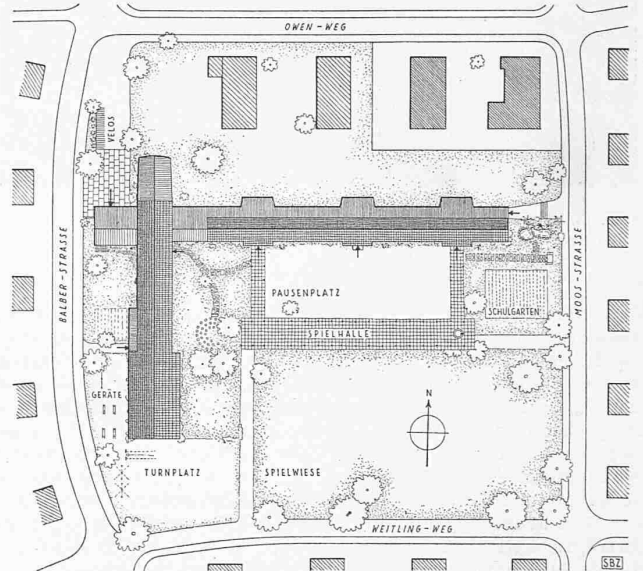 OWEN-WEG
VELOS
BALBER-STRASSE
MOOS-STRASSE
PAUSENPLATZ
SCHULGARTEN
SPIELHALLE
GERÄTE
N
TURNPLATZ
SPIELWIESE
WEITLING-WEG
SBZ